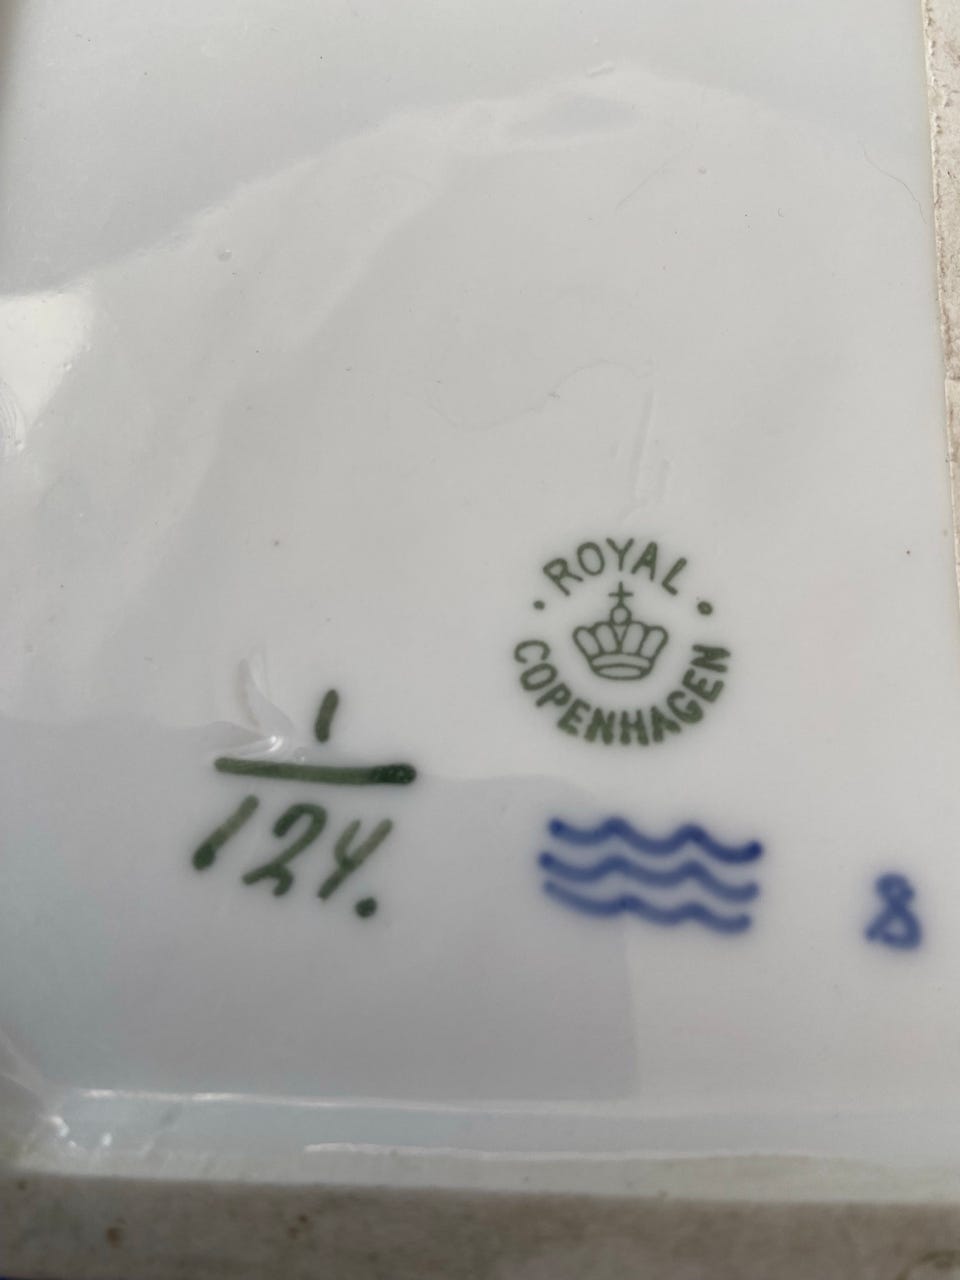 ROYAL
COPENHAGEN
1
124.
8